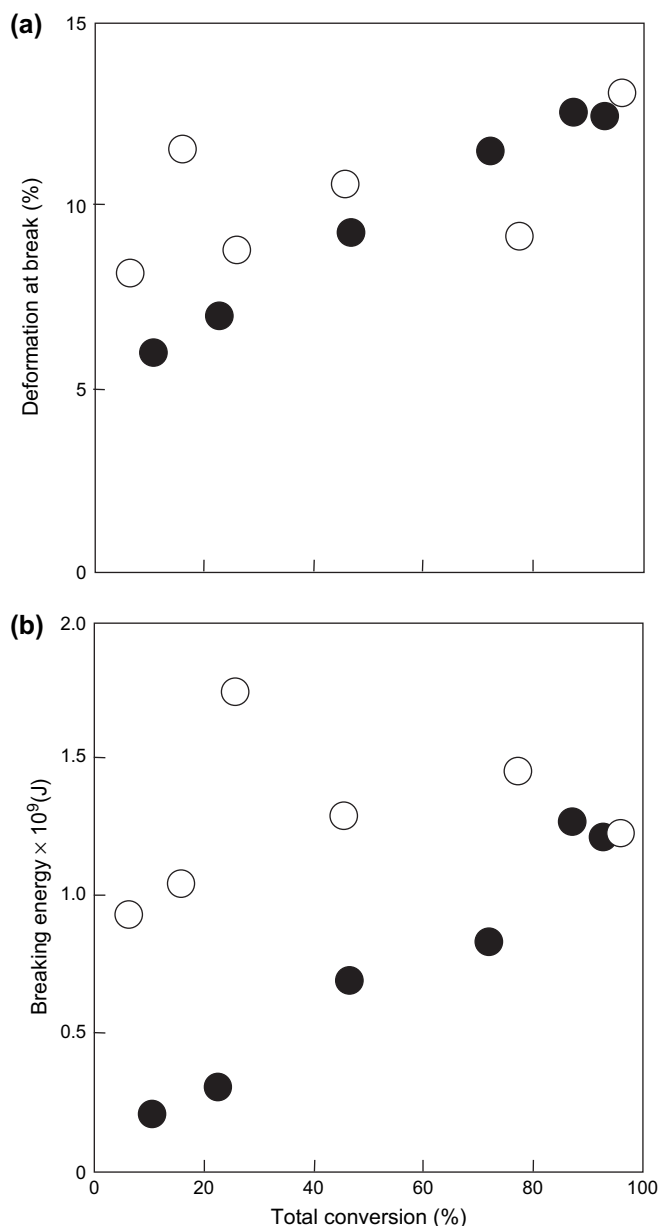 (a)
15
10
5
0
Deformation at break (%)
(b)
2.0
1.5
1.0
0.5
0
Breaking energy × 10⁹(J)
0 20 40 60 80 100
Total conversion (%)